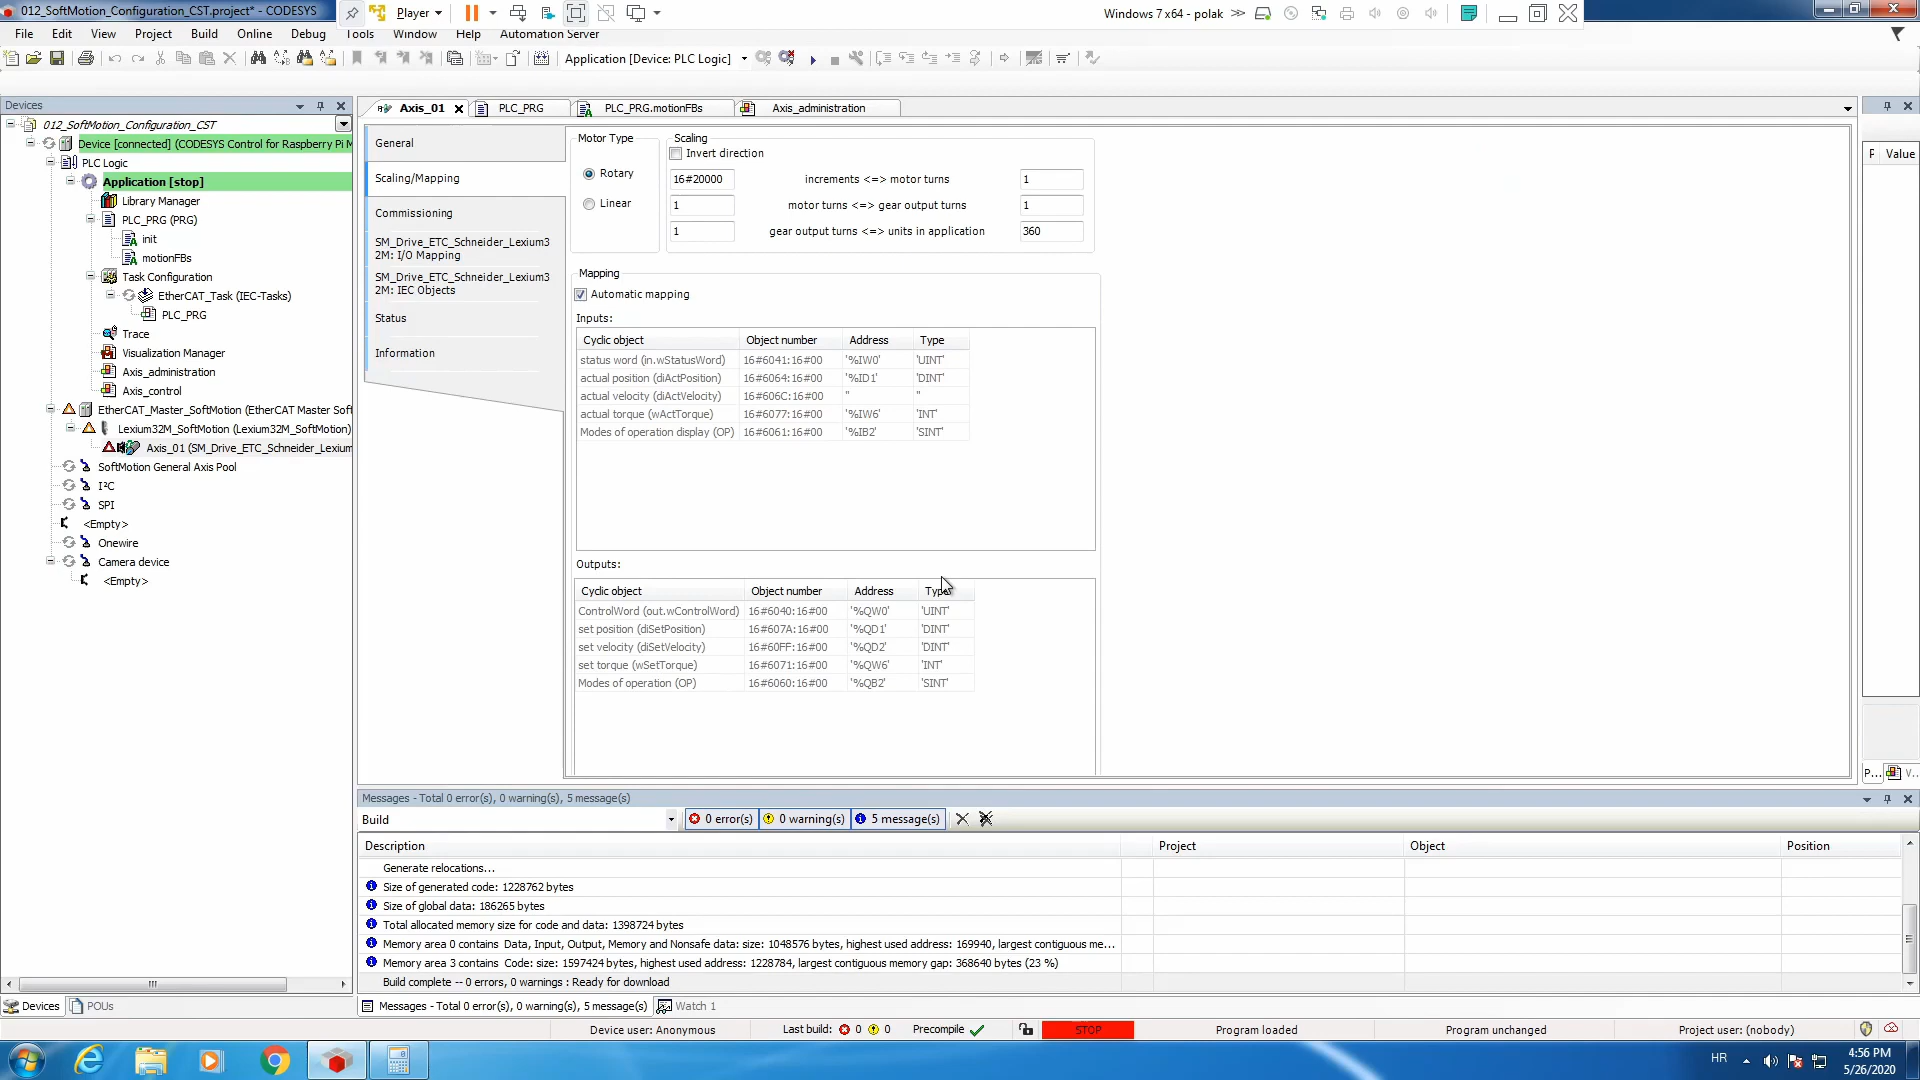 012_SoftMotion_Configuration_CST.project* - CODESYS
Player
Windows 7 x64 - polak
File Edit View Project Build Online Debug Tools Window Help Automation Server
Application [Device: PLC Logic]
Devices
Axis_01
PLC_PRG
PLC_PRG.motionFBs
Axis_administration
012_SoftMotion_Configuration_CST
Device [connected] (CODESYS Control for Raspberry Pi M
PLC Logic
Application [stop]
Library Manager
PLC_PRG (PRG)
init
motionFBs
Task Configuration
EtherCAT_Task (IEC-Tasks)
PLC_PRG
Trace
Visualization Manager
Axis_administration
Axis_control
EtherCAT_Master_SoftMotion (EtherCAT Master Soft
Lexium32M_SoftMotion (Lexium32M_SoftMotion)
Axis_01 (SM_Drive_ETC_Schneider_Lexium
SoftMotion General Axis Pool
I²C
SPI
<Empty>
Onewire
Camera device
<Empty>
General
Scaling/Mapping
Commissioning
SM_Drive_ETC_Schneider_Lexium3
2M: I/O Mapping
SM_Drive_ETC_Schneider_Lexium3
2M: IEC Objects
Status
Information
Motor Type
Rotary
Linear
Scaling
Invert direction
16#20000 increments <=> motor turns 1
1 motor turns <=> gear output turns 1
1 gear output turns <=> units in application 360
Mapping
Automatic mapping
Inputs:
Cyclic object Object number Address Type
status word (in.wStatusWord) 16#6041:16#00 '%IW0' 'UINT'
actual position (diActPosition) 16#6064:16#00 '%ID1' 'DINT'
actual velocity (diActVelocity) 16#606C:16#00 '' ''
actual torque (wActTorque) 16#6077:16#00 '%IW6' 'INT'
Modes of operation display (OP) 16#6061:16#00 '%IB2' 'SINT'
Outputs:
Cyclic object Object number Address Type
ControlWord (out.wControlWord) 16#6040:16#00 '%QW0' 'UINT'
set position (diSetPosition) 16#607A:16#00 '%QD1' 'DINT'
set velocity (diSetVelocity) 16#60FF:16#00 '%QD2' 'DINT'
set torque (wSetTorque) 16#6071:16#00 '%QW6' 'INT'
Modes of operation (OP) 16#6060:16#00 '%QB2' 'SINT'
P Value
P... V...
Messages - Total 0 error(s), 0 warning(s), 5 message(s)
Build
0 error(s) 0 warning(s) 5 message(s)
Description Project Object Position
Generate relocations...
Size of generated code: 1228762 bytes
Size of global data: 186265 bytes
Total allocated memory size for code and data: 1398724 bytes
Memory area 0 contains Data, Input, Output, Memory and Nonsafe data: size: 1048576 bytes, highest used address: 169940, largest contiguous me...
Memory area 3 contains Code: size: 1597424 bytes, highest used address: 1228784, largest contiguous memory gap: 368640 bytes (23 %)
Build complete -- 0 errors, 0 warnings : Ready for download
Devices POUs
Messages - Total 0 error(s), 0 warning(s), 5 message(s) Watch 1
Device user: Anonymous Last build: 0 0 Precompile STOP Program loaded Program unchanged Project user: (nobody)
HR
4:56 PM
5/26/2020